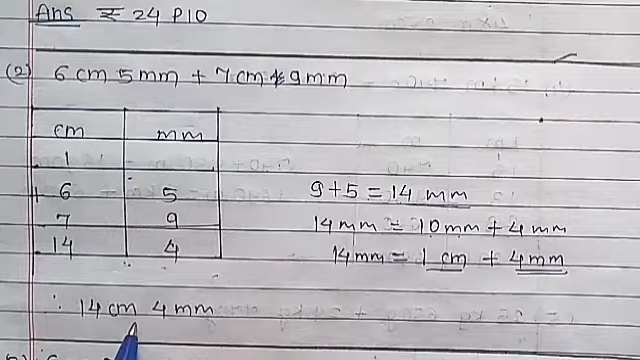 Ans ₹ 24 P10
(2) 6 cm 5 mm + 7 cm 9 mm
cm mm
1
+ 6 5
7 9
14 4
9 + 5 = 14 mm
14 mm = 10 mm + 4 mm
14 mm = 1 cm + 4 mm
∴ 14 cm 4 mm